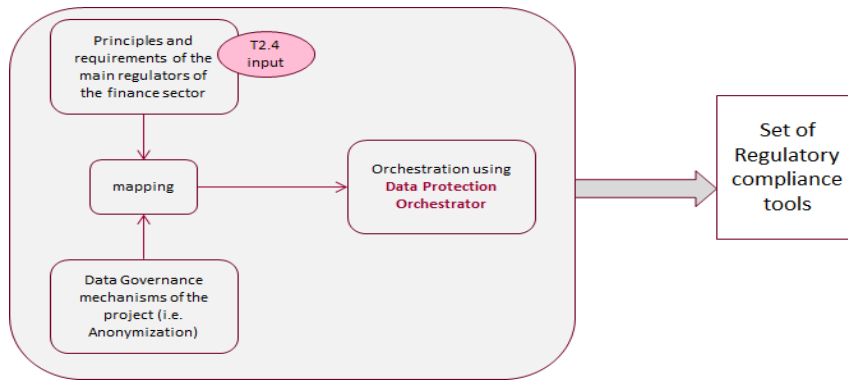 Principles and
requirements of the
main regulators of
the finance sector
T2.4
input
mapping
Orchestration using
Data Protection
Orchestrator
Data Governance
mechanisms of the
project (i.e.
Anonymization)
Set of
Regulatory
compliance
tools